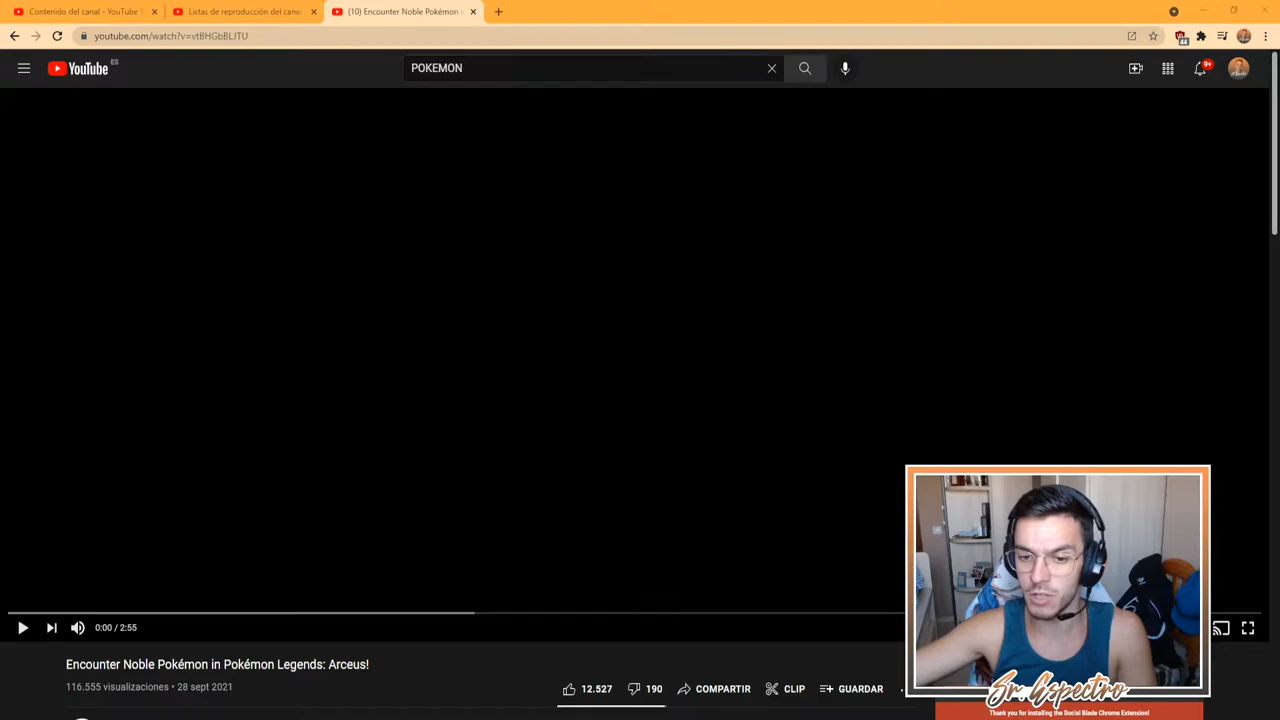 Contenido del canal - YouTube S
Listas de reproducción del canal
(10) Encounter Noble Pokémon
youtube.com/watch?v=vtBHGbBLJTU
44
YouTube ES
POKEMON
9+
0:00 / 2:55
Encounter Noble Pokémon in Pokémon Legends: Arceus!
116.555 visualizaciones • 28 sept 2021
12.527
190
COMPARTIR
CLIP
GUARDAR
Sr. Espectro
Thank you for Installing the Social Blade Chrome Extension!